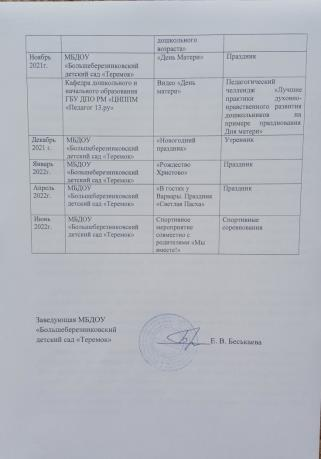 дошкольного
возраста»
Ноябрь 2021г.
МБДОУ «Большеберезниковский детский сад «Теремок»
«День Матери»
Праздник
Кафедра дошкольного и начального образования ГБУ ДПО РМ «ЦНППМ «Педагог 13.ру»
Видео «День матери»
Педагогический челлендж «Лучшие практики духовно-нравственного развития дошкольников на примере празднования Дня матери»
Декабрь 2021 г.
МБДОУ «Большеберезниковский детский сад «Теремок»
«Новогодний праздник»
Утренник
Январь 2022г.
МБДОУ «Большеберезниковский детский сад «Теремок»
«Рождество Христово»
Праздник
Апрель 2022г.
МБДОУ «Большеберезниковский детский сад «Теремок»
«В гостях у Варвары. Праздник «Светлая Пасха»
Праздник
Июнь 2022г.
МБДОУ «Большеберезниковский детский сад «Теремок»
Спортивное мероприятие совместно с родителями «Мы вместе!»
Спортивные соревнования
Заведующая МБДОУ
«Большеберезниковский
детский сад «Теремок»
Е. В. Беськаева